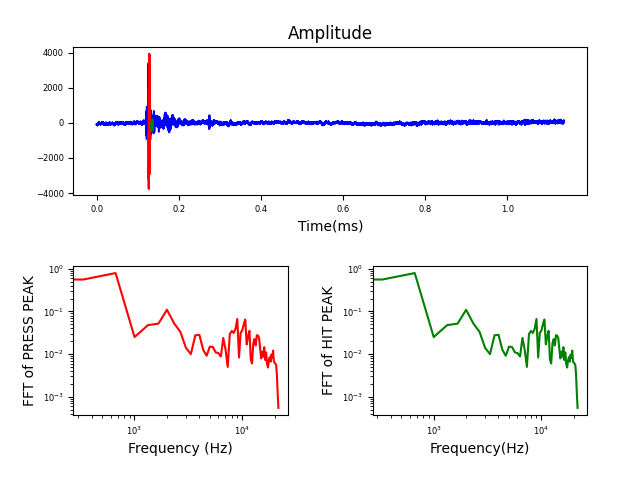 Amplitude
4000
2000
0
−2000
−4000
0.0 0.2 0.4 0.6 0.8 1.0
Time(ms)
FFT of PRESS PEAK
10⁰
10⁻¹
10⁻²
10⁻³
10³ 10⁴
Frequency (Hz)
FFT of HIT PEAK
10⁰
10⁻¹
10⁻²
10⁻³
10³ 10⁴
Frequency(Hz)